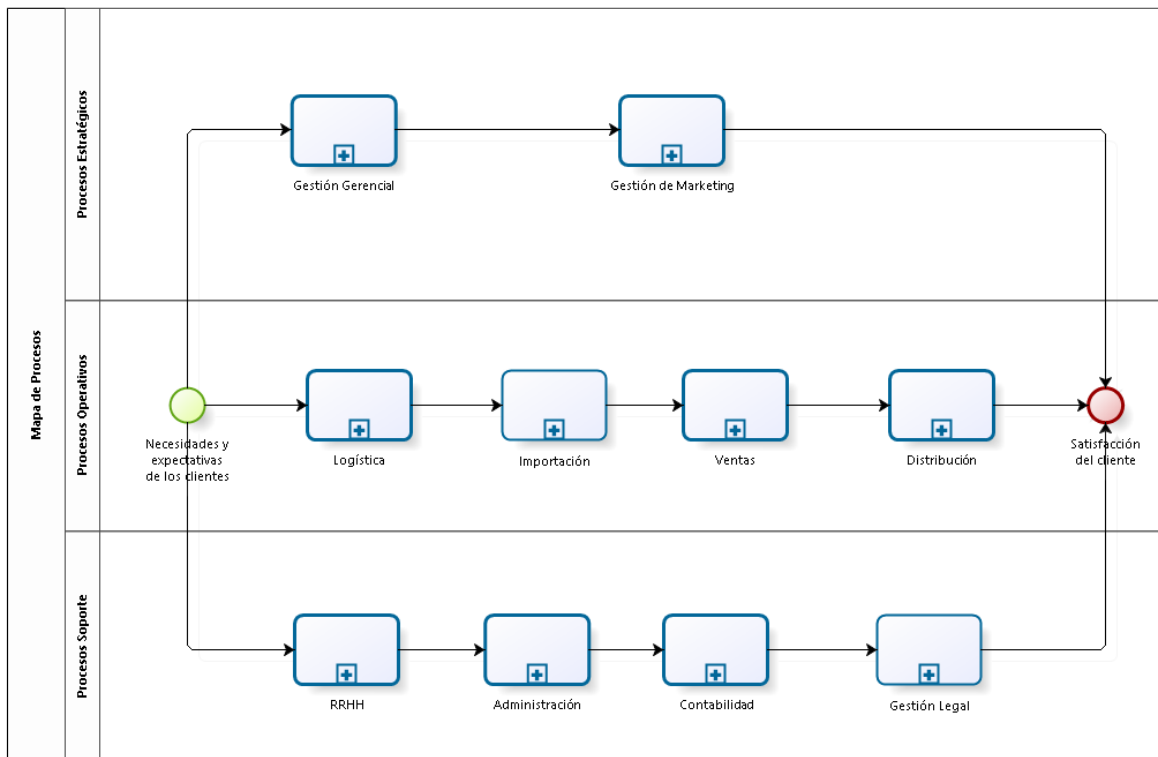 Mapa de Procesos
Procesos Estratégicos
Gestión Gerencial
Gestión de Marketing
Procesos Operativos
Necesidades y
expectativas
de los clientes
Logística
Importación
Ventas
Distribución
Satisfacción
del cliente
Procesos Soporte
RRHH
Administración
Contabilidad
Gestión Legal